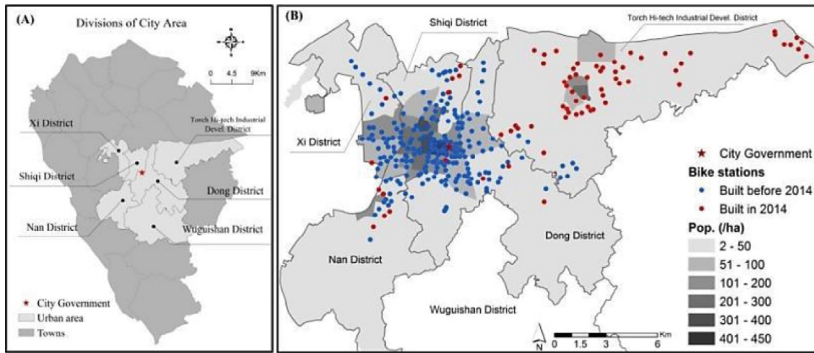 (A)
Divisions of City Area
N
0 4.5 9Km
Xi District
Torch Hi-tech Industrial Devel. District
Shiqi District
Dong District
Nan District
Wuguishan District
City Government
Urban area
Towns
(B)
Shiqi District
Torch Hi-tech Industrial Devel. District
Xi District
Dong District
Nan District
Wuguishan District
City Government
Bike stations
Built before 2014
Built in 2014
Pop. (/ha)
2 - 50
51 - 100
101 - 200
201 - 300
301 - 400
401 - 450
N
0 1.5 3 6
Km